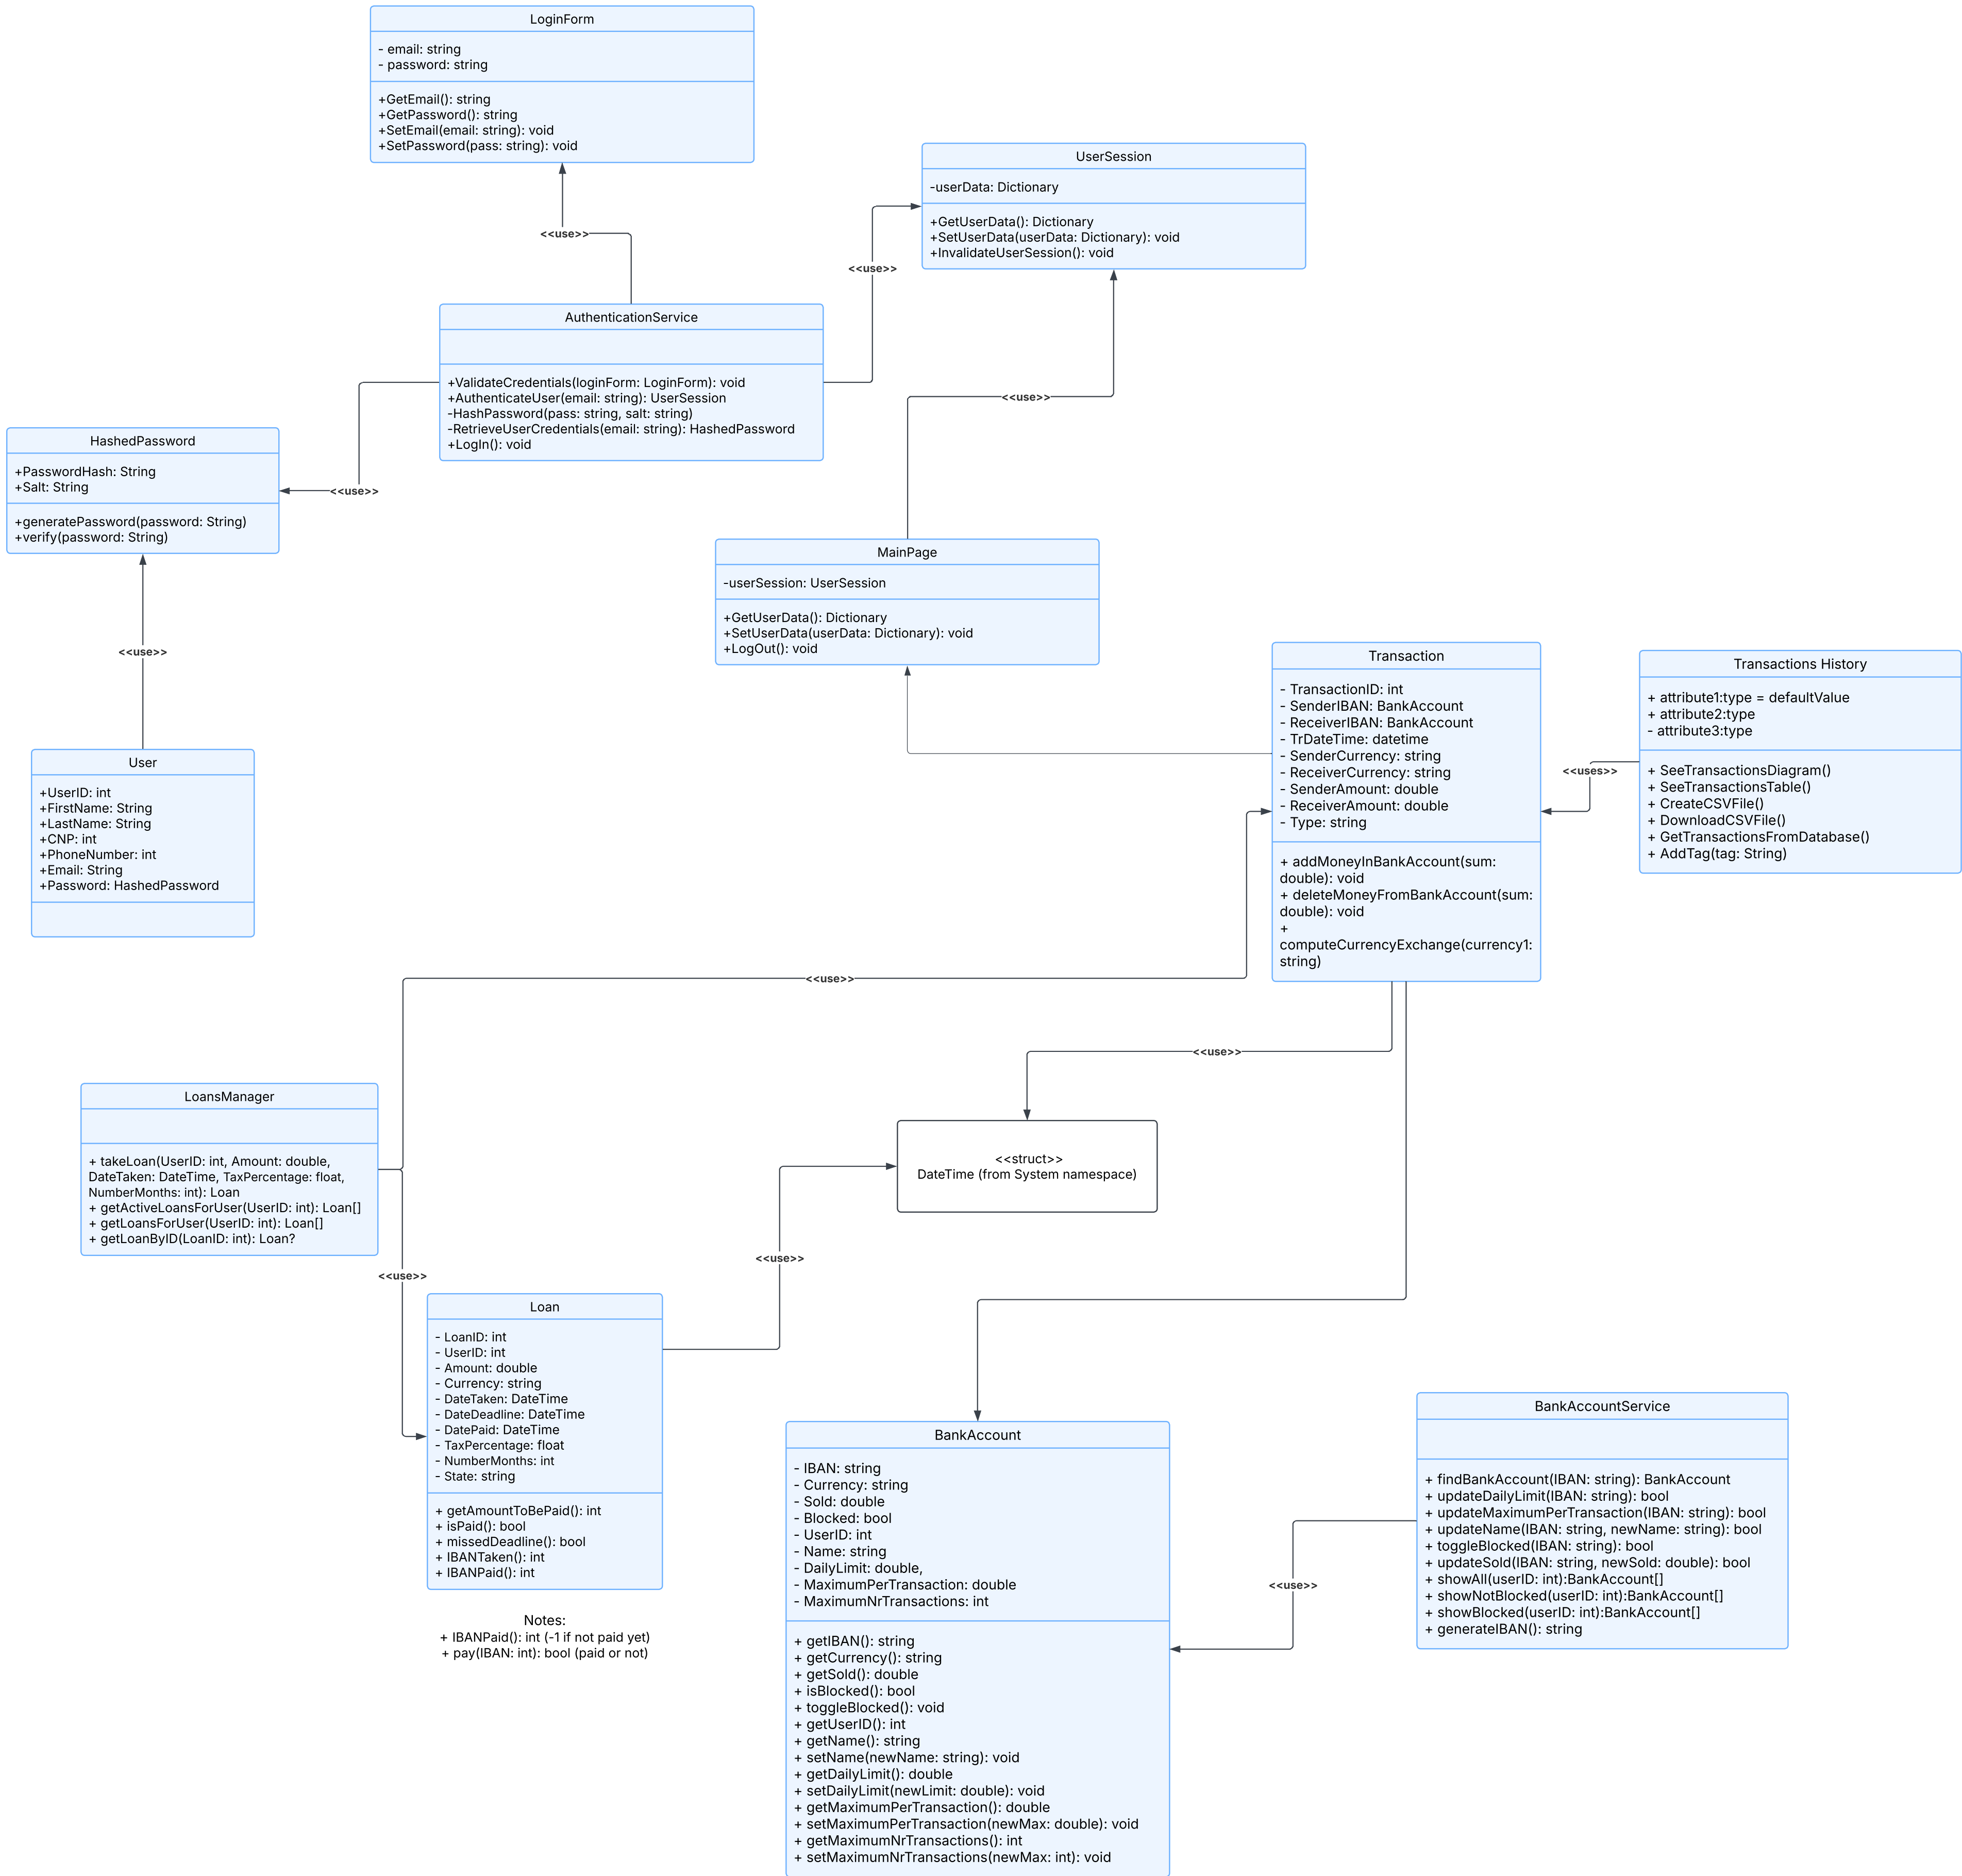 LoginForm
- email: string
- password: string
+GetEmail(): string
+GetPassword(): string
+SetEmail(email: string): void
+SetPassword(pass: string): void
<<use>>
UserSession
-userData: Dictionary
+GetUserData(): Dictionary
+SetUserData(userData: Dictionary): void
+InvalidateUserSession(): void
<<use>>
<<use>>
AuthenticationService
+ValidateCredentials(loginForm: LoginForm): void
+AuthenticateUser(email: string): UserSession
-HashPassword(pass: string, salt: string)
-RetrieveUserCredentials(email: string): HashedPassword
+LogIn(): void
<<use>>
HashedPassword
+PasswordHash: String
+Salt: String
+generatePassword(password: String)
+verify(password: String)
<<use>>
MainPage
-userSession: UserSession
+GetUserData(): Dictionary
+SetUserData(userData: Dictionary): void
+LogOut(): void
User
+UserID: int
+FirstName: String
+LastName: String
+CNP: int
+PhoneNumber: int
+Email: String
+Password: HashedPassword
Transaction
- TransactionID: int
- SenderIBAN: BankAccount
- ReceiverIBAN: BankAccount
- TrDateTime: datetime
- SenderCurrency: string
- ReceiverCurrency: string
- SenderAmount: double
- ReceiverAmount: double
- Type: string
+ addMoneyInBankAccount(sum:
double): void
+ deleteMoneyFromBankAccount(sum:
double): void
+
computeCurrencyExchange(currency1:
string)
<<uses>>
Transactions History
+ attribute1:type = defaultValue
+ attribute2:type
- attribute3:type
+ SeeTransactionsDiagram()
+ SeeTransactionsTable()
+ CreateCSVFile()
+ DownloadCSVFile()
+ GetTransactionsFromDatabase()
+ AddTag(tag: String)
<<use>>
<<use>>
LoansManager
+ takeLoan(UserID: int, Amount: double,
DateTaken: DateTime, TaxPercentage: float,
NumberMonths: int): Loan
+ getActiveLoansForUser(UserID: int): Loan[]
+ getLoansForUser(UserID: int): Loan[]
+ getLoanByID(LoanID: int): Loan?
<<struct>>
DateTime (from System namespace)
<<use>>
<<use>>
Loan
- LoanID: int
- UserID: int
- Amount: double
- Currency: string
- DateTaken: DateTime
- DateDeadline: DateTime
- DatePaid: DateTime
- TaxPercentage: float
- NumberMonths: int
- State: string
+ getAmountToBePaid(): int
+ isPaid(): bool
+ missedDeadline(): bool
+ IBANTaken(): int
+ IBANPaid(): int
Notes:
+ IBANPaid(): int (-1 if not paid yet)
+ pay(IBAN: int): bool (paid or not)
BankAccount
- IBAN: string
- Currency: string
- Sold: double
- Blocked: bool
- UserID: int
- Name: string
- DailyLimit: double,
- MaximumPerTransaction: double
- MaximumNrTransactions: int
+ getIBAN(): string
+ getCurrency(): string
+ getSold(): double
+ isBlocked(): bool
+ toggleBlocked(): void
+ getUserID(): int
+ getName(): string
+ setName(newName: string): void
+ getDailyLimit(): double
+ setDailyLimit(newLimit: double): void
+ getMaximumPerTransaction(): double
+ setMaximumPerTransaction(newMax: double): void
+ getMaximumNrTransactions(): int
+ setMaximumNrTransactions(newMax: int): void
<<use>>
BankAccountService
+ findBankAccount(IBAN: string): BankAccount
+ updateDailyLimit(IBAN: string): bool
+ updateMaximumPerTransaction(IBAN: string): bool
+ updateName(IBAN: string, newName: string): bool
+ toggleBlocked(IBAN: string): bool
+ updateSold(IBAN: string, newSold: double): bool
+ showAll(userID: int):BankAccount[]
+ showNotBlocked(userID: int):BankAccount[]
+ showBlocked(userID: int):BankAccount[]
+ generateIBAN(): string